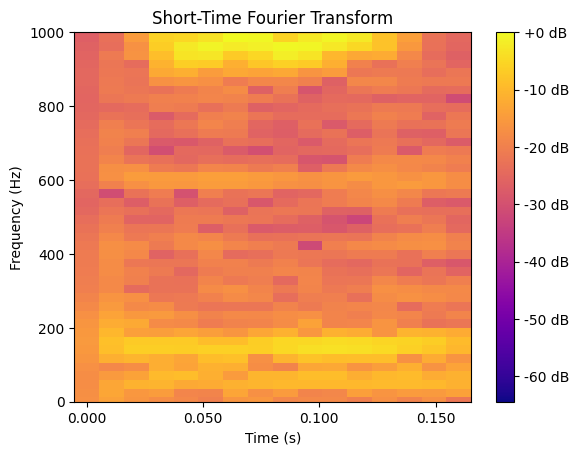 Short-Time Fourier Transform
1000
800
600
400
200
0
Frequency (Hz)
0.000
0.050
0.100
0.150
Time (s)
+0 dB
-10 dB
-20 dB
-30 dB
-40 dB
-50 dB
-60 dB